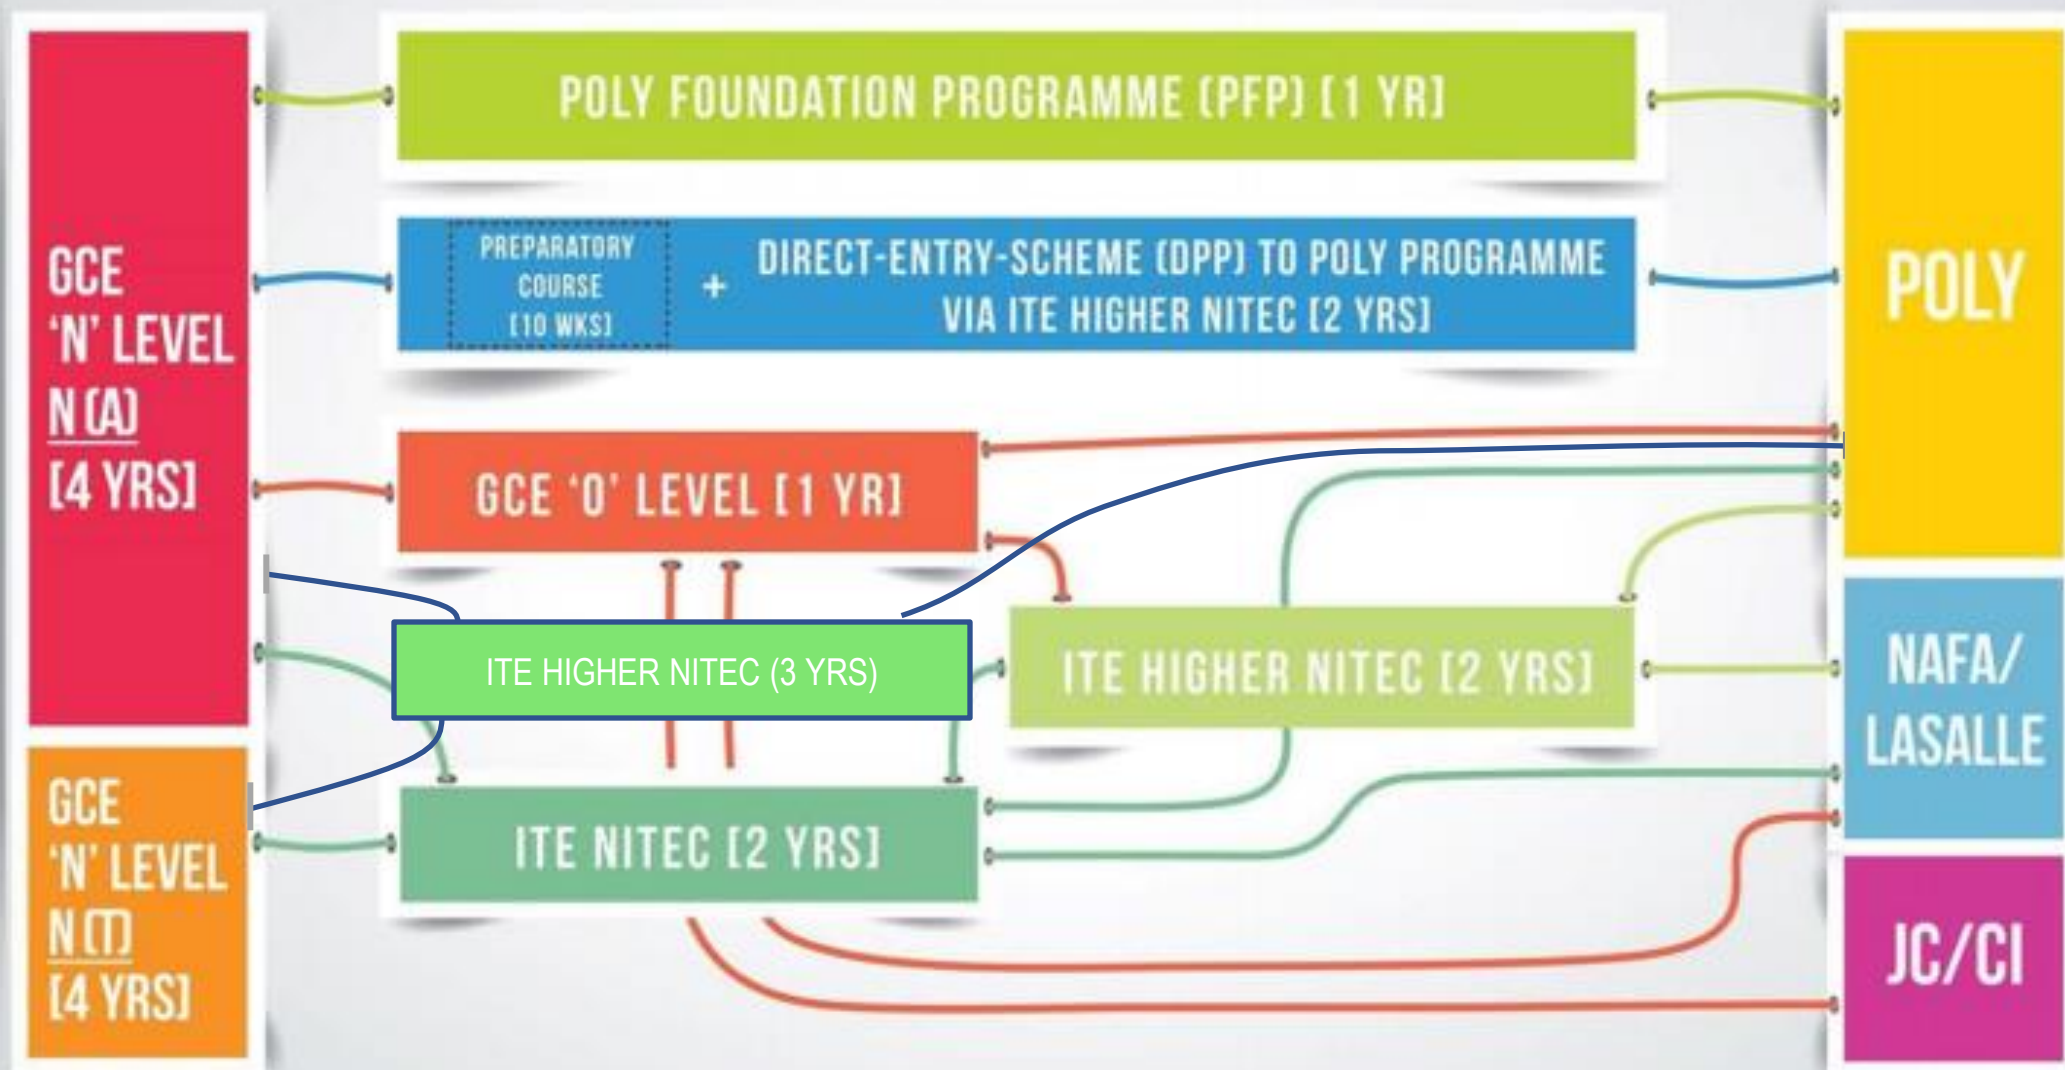 GCE
‘N’ LEVEL
N (A)
[4 YRS]
GCE
‘N’ LEVEL
N (T)
[4 YRS]
POLY FOUNDATION PROGRAMME (PFP) [1 YR]
PREPARATORY
COURSE
[10 WKS]
+
DIRECT-ENTRY-SCHEME (DPP) TO POLY PROGRAMME
VIA ITE HIGHER NITEC [2 YRS]
GCE ‘O’ LEVEL [1 YR]
ITE HIGHER NITEC (3 YRS)
ITE HIGHER NITEC [2 YRS]
ITE NITEC [2 YRS]
POLY
NAFA/
LASALLE
JC/CI